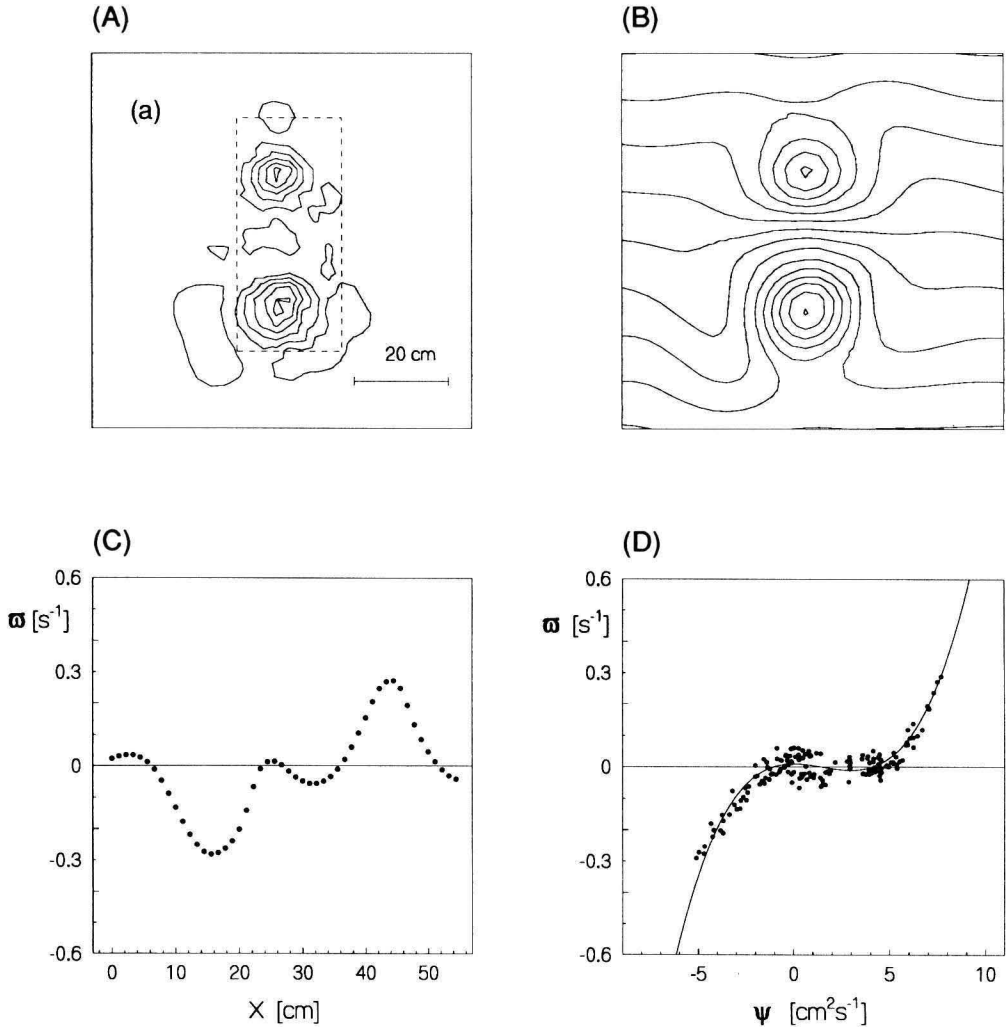 (A)
(B)
(a)
20 cm
(C)
(D)
0.6
0.3
0
-0.3
-0.6
ϖ [s⁻¹]
0 10 20 30 40 50
X [cm]
0.6
0.3
0
-0.3
-0.6
ϖ [s⁻¹]
-5 0 5 10
ψ [cm²s⁻¹]